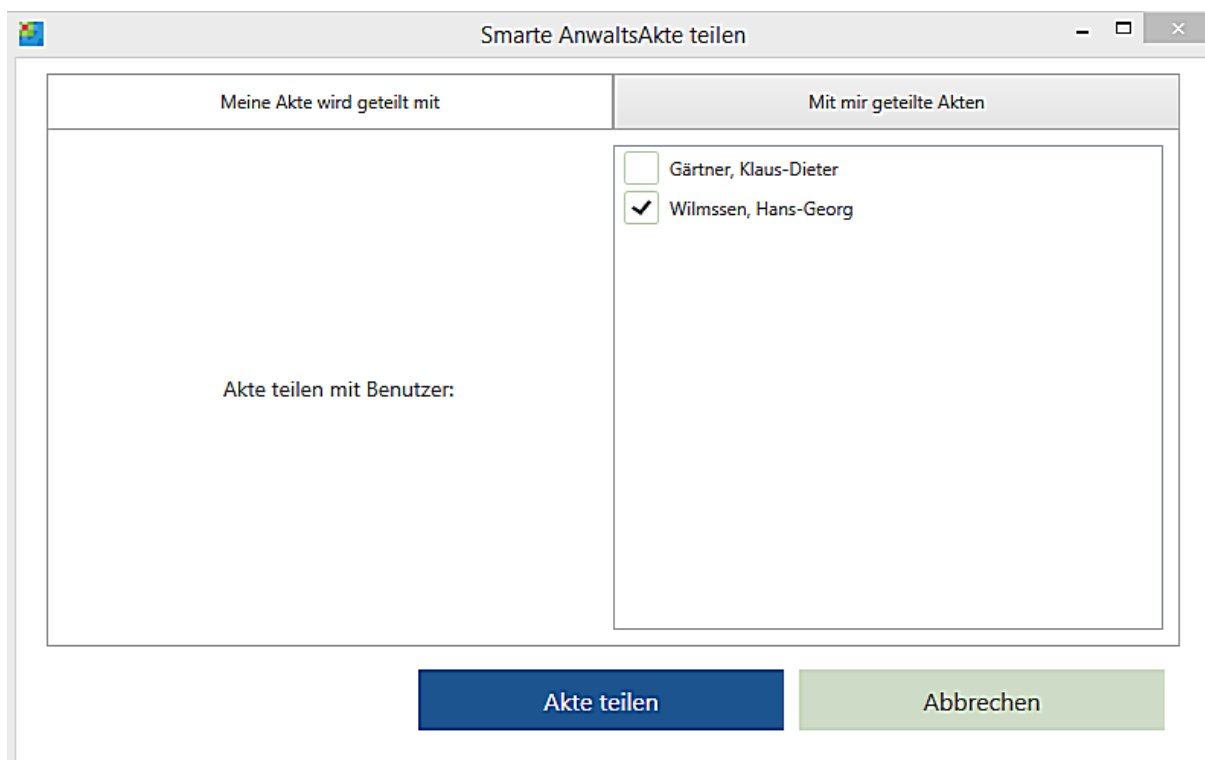 Smarte AnwaltsAkte teilen
Meine Akte wird geteilt mit
Mit mir geteilte Akten
Gärtner, Klaus-Dieter
Wilmssen, Hans-Georg
Akte teilen mit Benutzer:
Akte teilen
Abbrechen